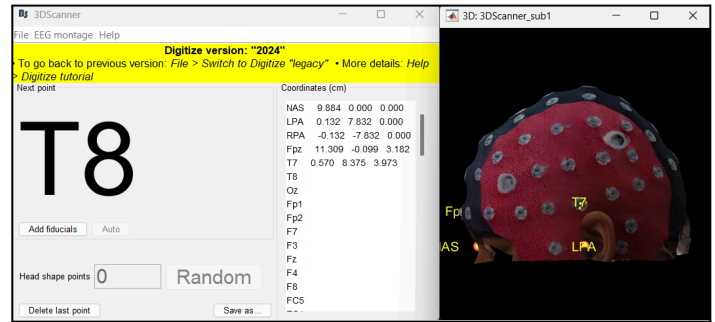 3DScanner
File EEG montage Help
Digitize version: "2024"
• To go back to previous version: File > Switch to Digitize "legacy" • More details: Help
> Digitize tutorial
Next point
T8
Add fiducials
Auto
Head shape points 0 Random
Delete last point
Save as...
Coordinates (cm)
NAS 9.884 0.000 0.000
LPA 0.132 7.832 0.000
RPA -0.132 -7.832 0.000
Fpz 11.309 -0.099 3.182
T7 0.570 8.375 3.973
T8
Oz
Fp1
Fp2
F7
F3
Fz
F4
F8
FC5
3D: 3DScanner_sub1
T7
Fp
AS
LPA